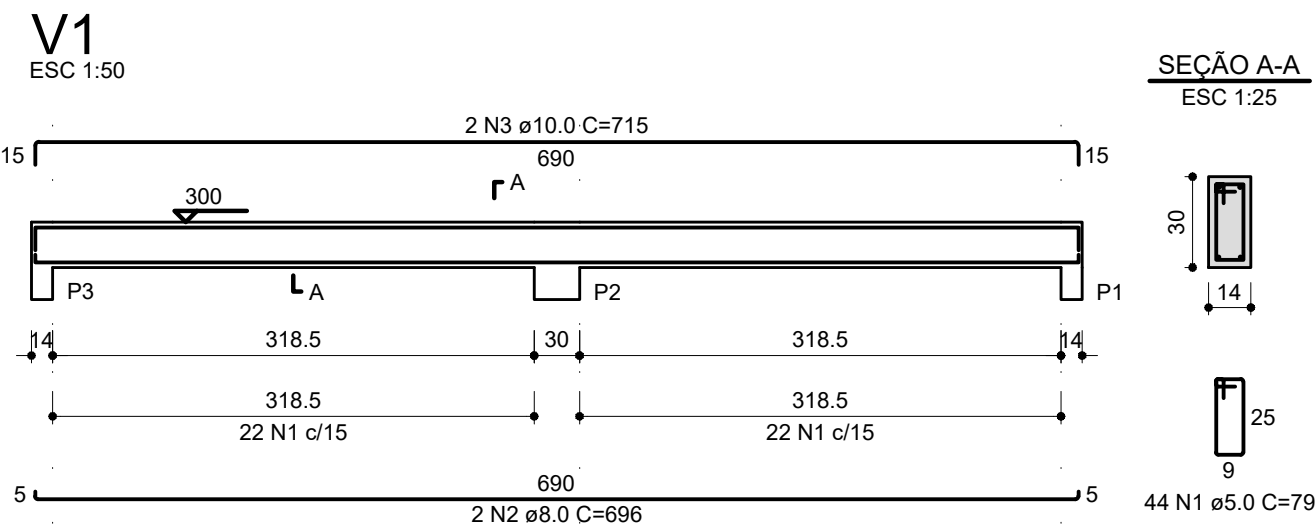 V1
ESC 1:50
SEÇÃO A-A
ESC 1:25
2 N3 ø10.0 C=715
15
690
15
A
300
30
14
P3
A
P2
P1
14
318.5
30
318.5
14
318.5
318.5
22 N1 c/15
22 N1 c/15
25
9
44 N1 ø5.0 C=79
5
690
5
2 N2 ø8.0 C=696